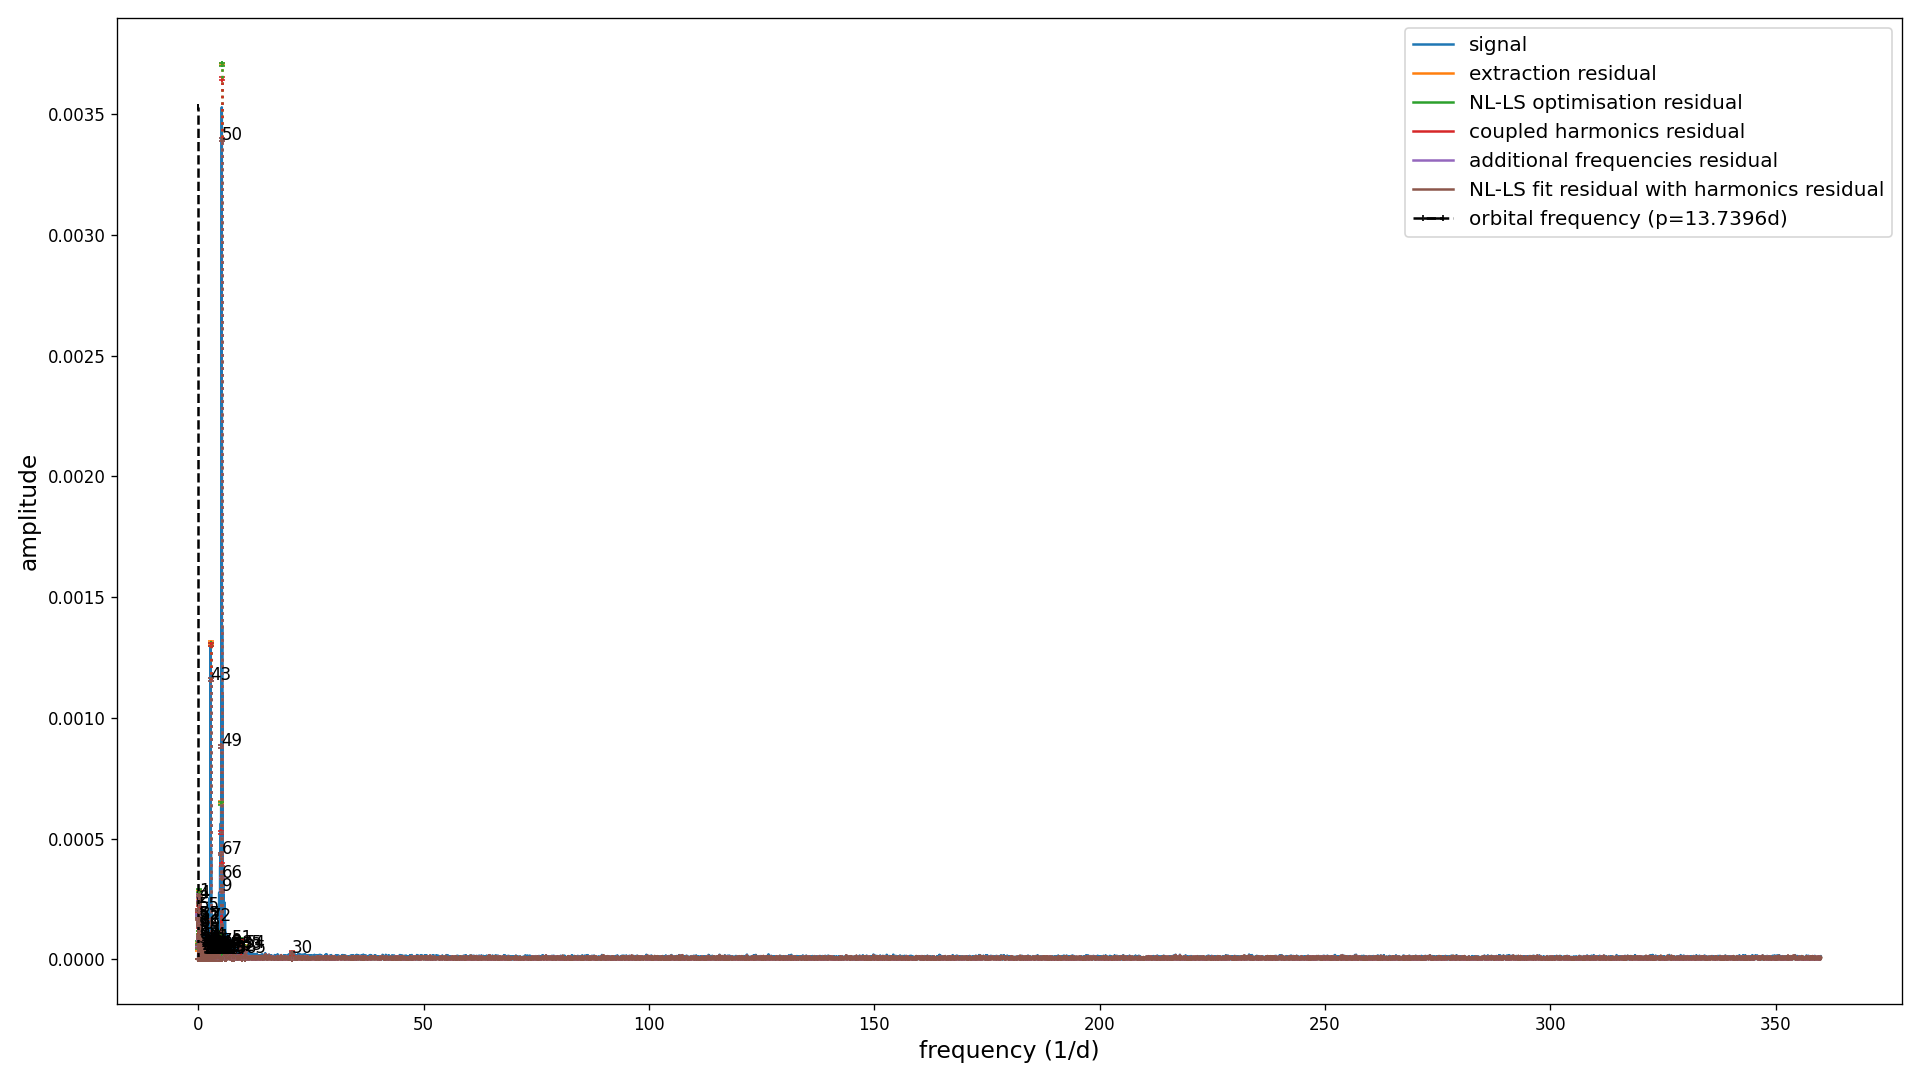 signal
extraction residual
NL-LS optimisation residual
coupled harmonics residual
additional frequencies residual
NL-LS fit residual with harmonics residual
orbital frequency (p=13.7396d)
amplitude
0.0035
0.0030
0.0025
0.0020
0.0015
0.0010
0.0005
0.0000
50
43
49
67
66
9
30
0
50
100
150
200
250
300
350
frequency (1/d)